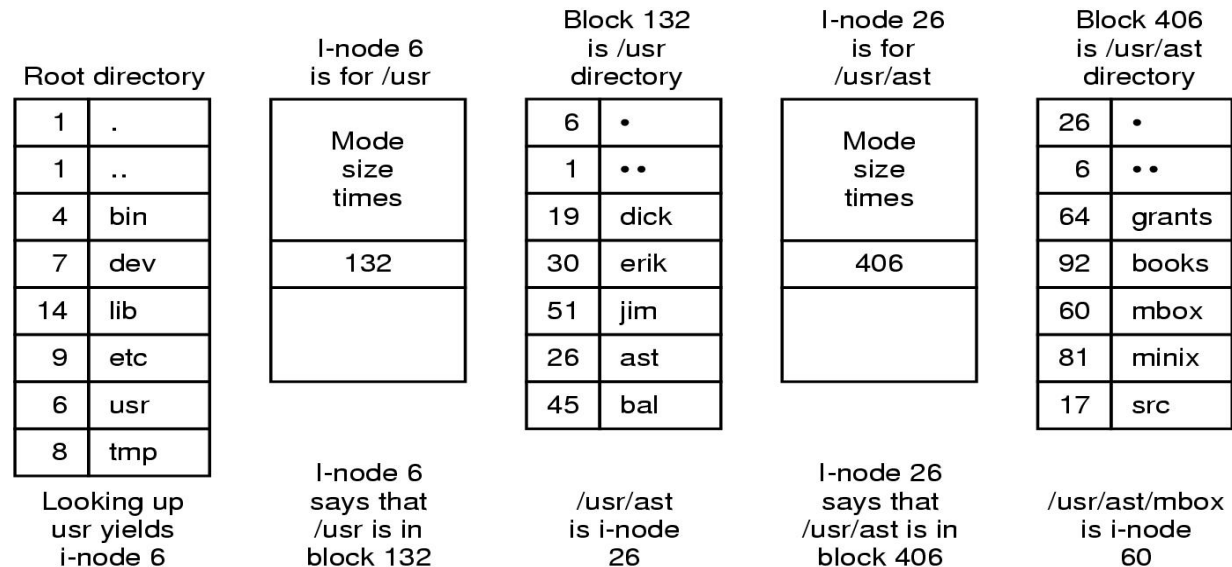 Root directory
1 .
1 ..
4 bin
7 dev
14 lib
9 etc
6 usr
8 tmp
Looking up
usr yields
i-node 6
I-node 6
is for /usr
Mode
size
times
132
I-node 6
says that
/usr is in
block 132
Block 132
is /usr
directory
6 •
1 ••
19 dick
30 erik
51 jim
26 ast
45 bal
/usr/ast
is i-node
26
I-node 26
is for
/usr/ast
Mode
size
times
406
I-node 26
says that
/usr/ast is in
block 406
Block 406
is /usr/ast
directory
26 •
6 ••
64 grants
92 books
60 mbox
81 minix
17 src
/usr/ast/mbox
is i-node
60